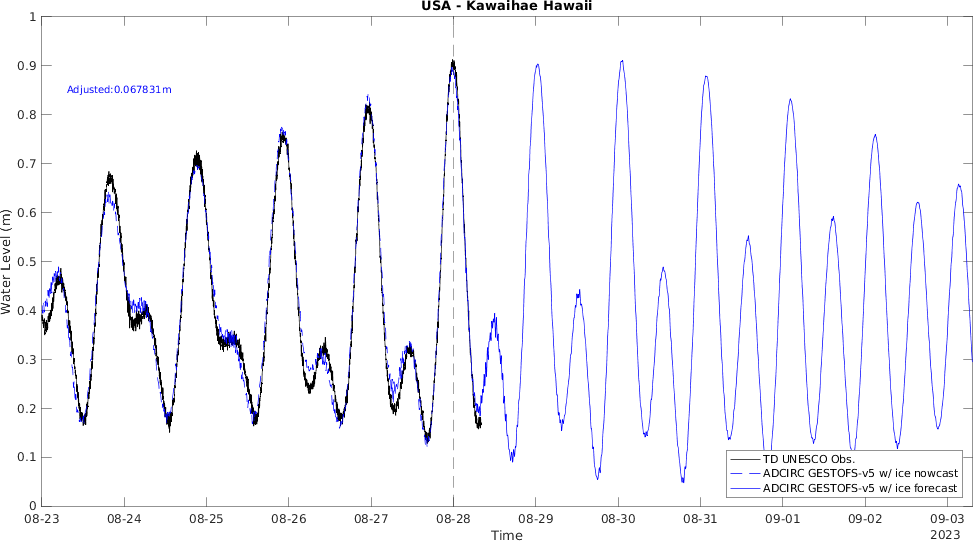 USA - Kawaihae Hawaii
1
0.9
Adjusted:0.067831m
0.8
0.7
0.6
0.5
0.4
0.3
0.2
0.1
0
Water Level (m)
TD UNESCO Obs.
ADCIRC GESTOFS-v5 w/ ice nowcast
ADCIRC GESTOFS-v5 w/ ice forecast
08-23 08-24 08-25 08-26 08-27 08-28 08-29 08-30 08-31 09-01 09-02 09-03
2023
Time